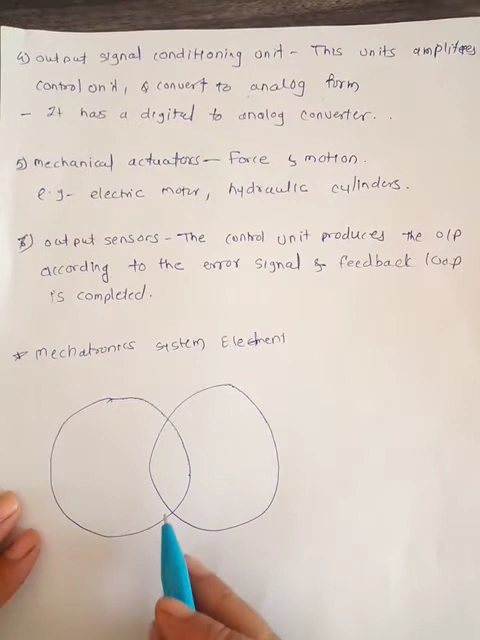 4) output signal conditioning unit - This units amplifees
control unit, & convert to analog form
- It has a digital to analog converter. .
5) mechanical actuators - Force & motion.
e.g- electric motor, hydraulic cylinders.
6) output sensors - The control unit produces the O/P
according to the error signal & feedback loop
is completed.
* Mechatronics system Element